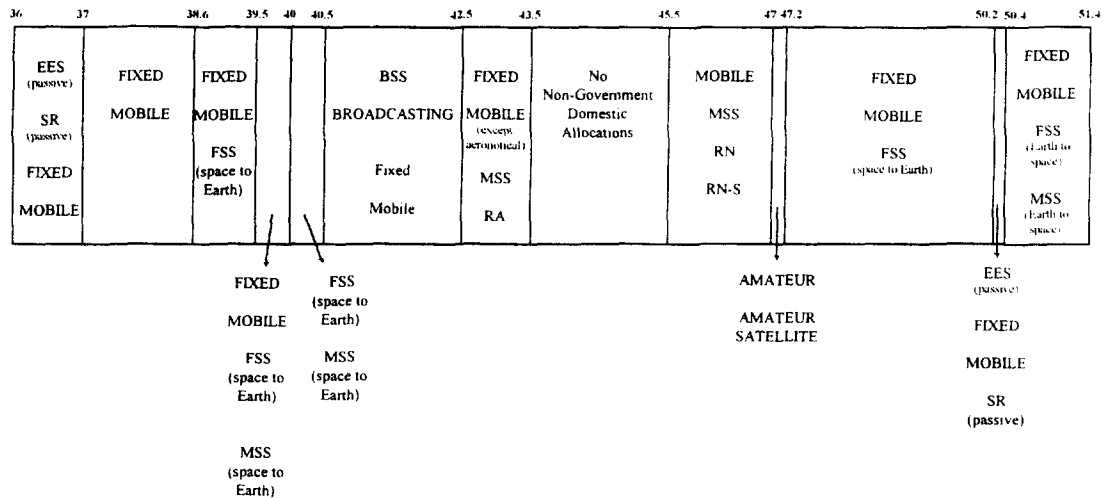 36 37 38.6 39.5 40 40.5 42.5 43.5 45.5 47 47.2 50.2 50.4 51.4
EES
(passive)
SR
(passive)
FIXED
MOBILE
FIXED
MOBILE
FIXED
MOBILE
FSS
(space to
Earth)
BSS
BROADCASTING
Fixed
Mobile
FIXED
MOBILE
(except
aeronotical)
MSS
RA
No
Non-Government
Domestic
Allocations
MOBILE
MSS
RN
RN-S
FIXED
MOBILE
FSS
(space to Earth)
FIXED
MOBILE
FSS
(Earth to
space)
MSS
(Earth to
space)
FIXED
MOBILE
FSS
(space to
Earth)
MSS
(space to
Earth)
FSS
(space to
Earth)
MSS
(space to
Earth)
AMATEUR
AMATEUR
SATELLITE
EES
(passive)
FIXED
MOBILE
SR
(passive)